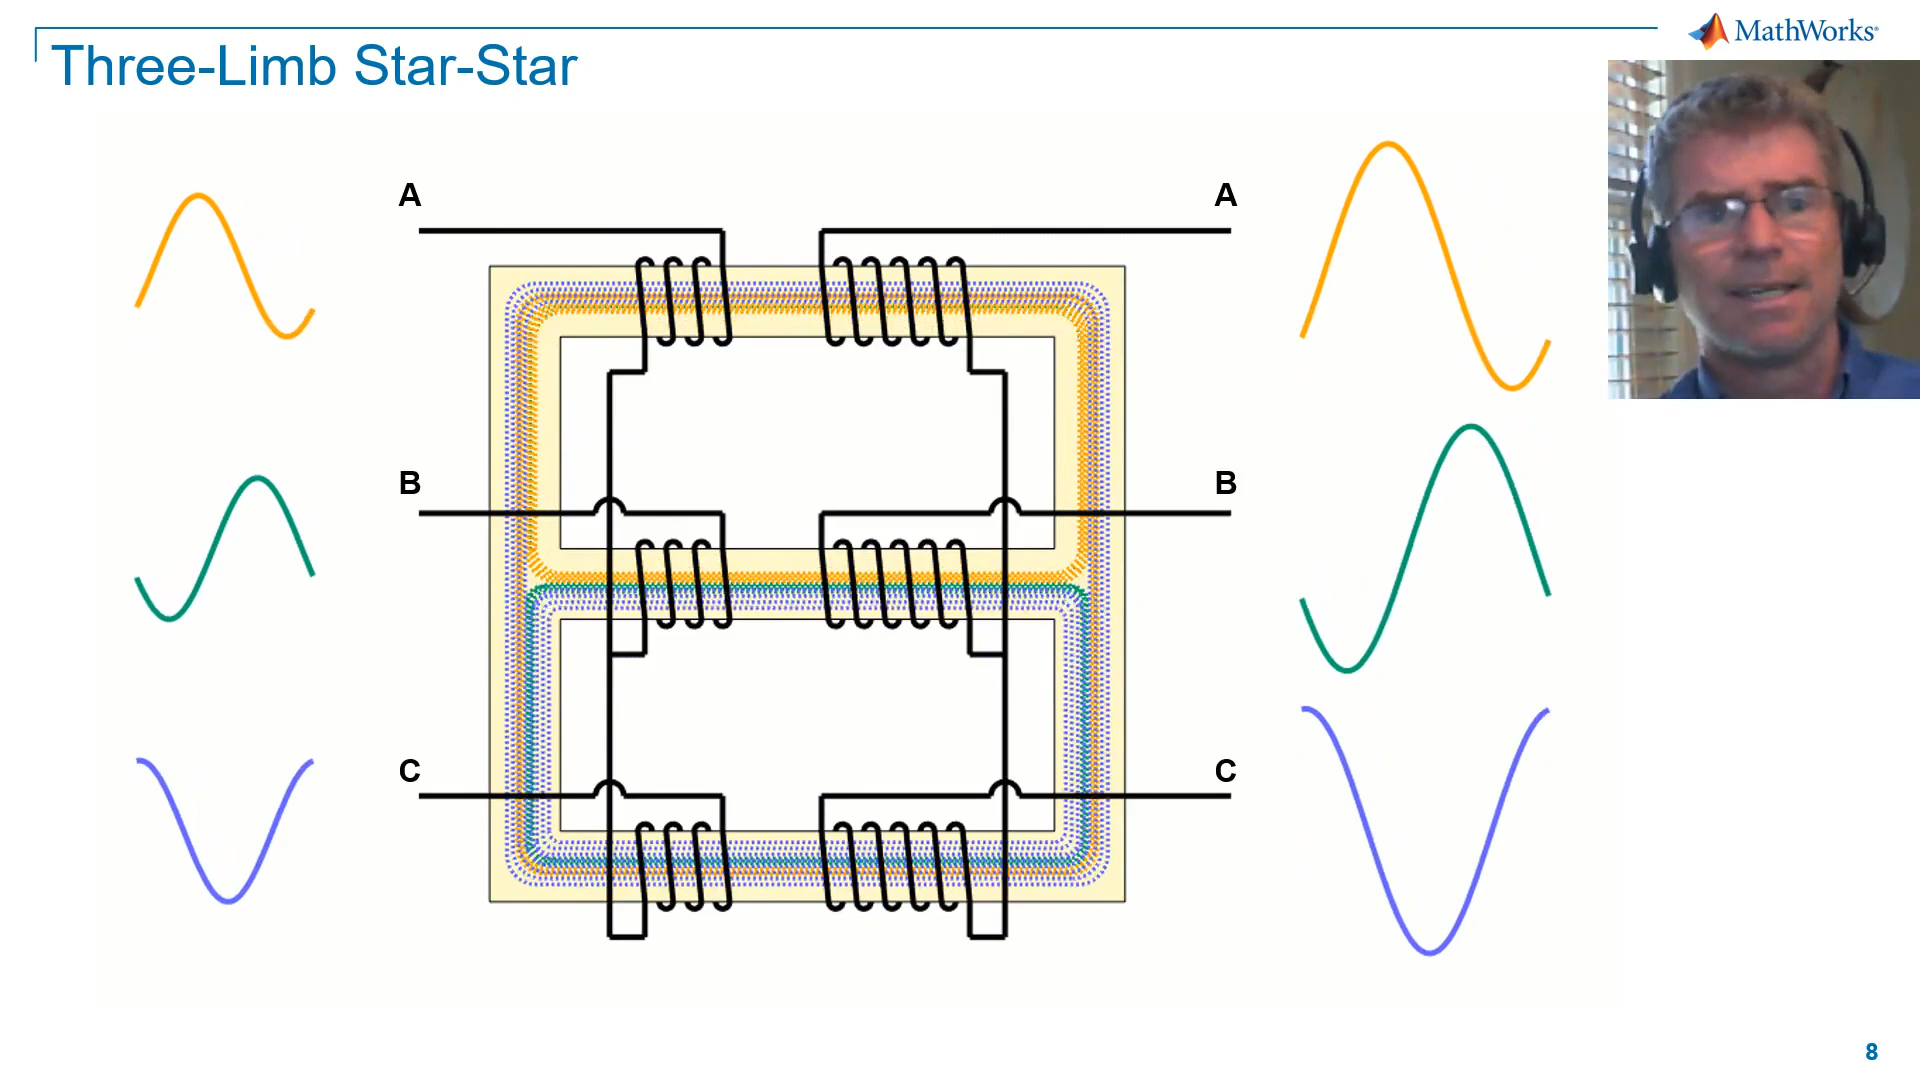 MathWorks®
Three-Limb Star-Star
A A
B B
C C
8